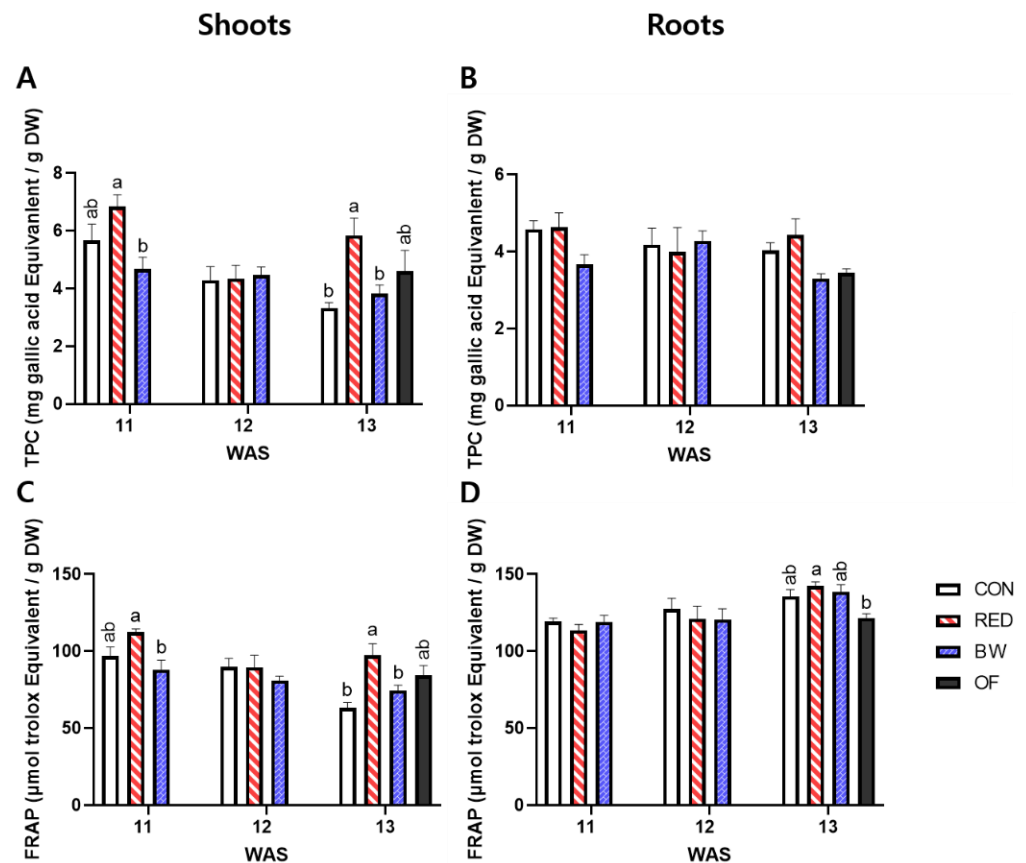 Shoots
Roots
A
TPC (mg gallic acid Equivanlent / g DW)
8
6
4
2
0
ab
a
b
b
a
b
ab
11
12
13
WAS
B
TPC (mg gallic acid Equivanlent / g DW)
6
4
2
0
11
12
13
WAS
C
FRAP (µmol trolox Equivalent / g DW)
150
100
50
0
ab
a
b
b
a
b
ab
11
12
13
WAS
D
FRAP (µmol trolox Equivalent / g DW)
150
100
50
0
ab
a
ab
b
11
12
13
WAS
CON
RED
BW
OF